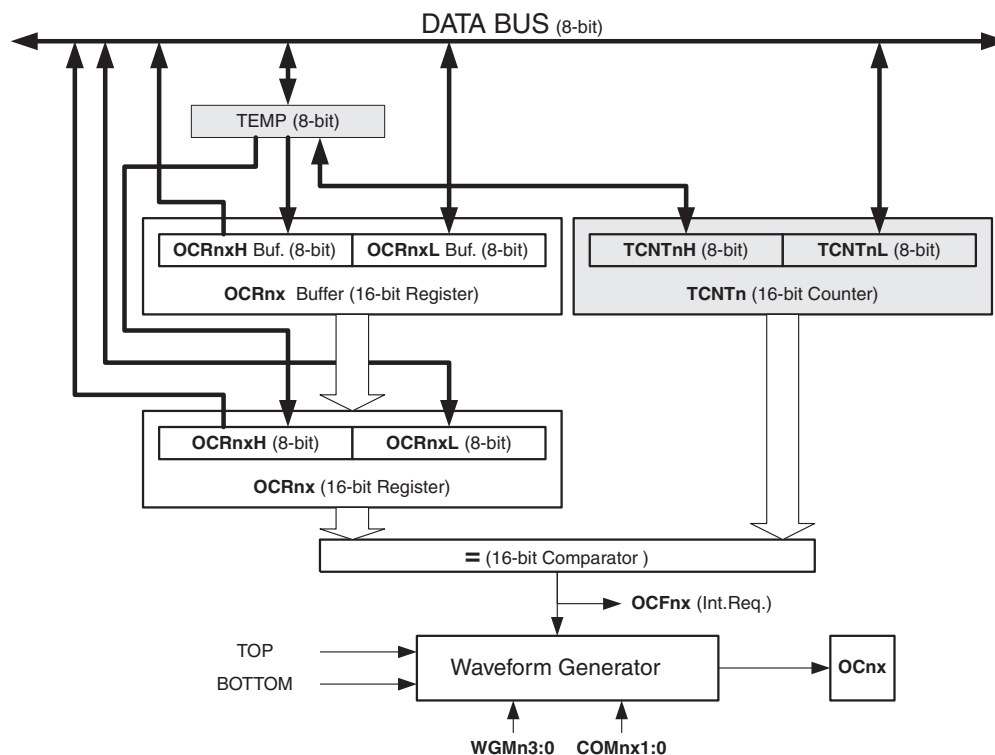 DATA BUS (8-bit)
TEMP (8-bit)
OCRnxH Buf. (8-bit) OCRnxL Buf. (8-bit)
OCRnx Buffer (16-bit Register)
TCNTnH (8-bit) TCNTnL (8-bit)
TCNTn (16-bit Counter)
OCRnxH (8-bit) OCRnxL (8-bit)
OCRnx (16-bit Register)
= (16-bit Comparator )
OCFnx (Int.Req.)
TOP
BOTTOM
Waveform Generator
OCnx
WGMn3:0 COMnx1:0